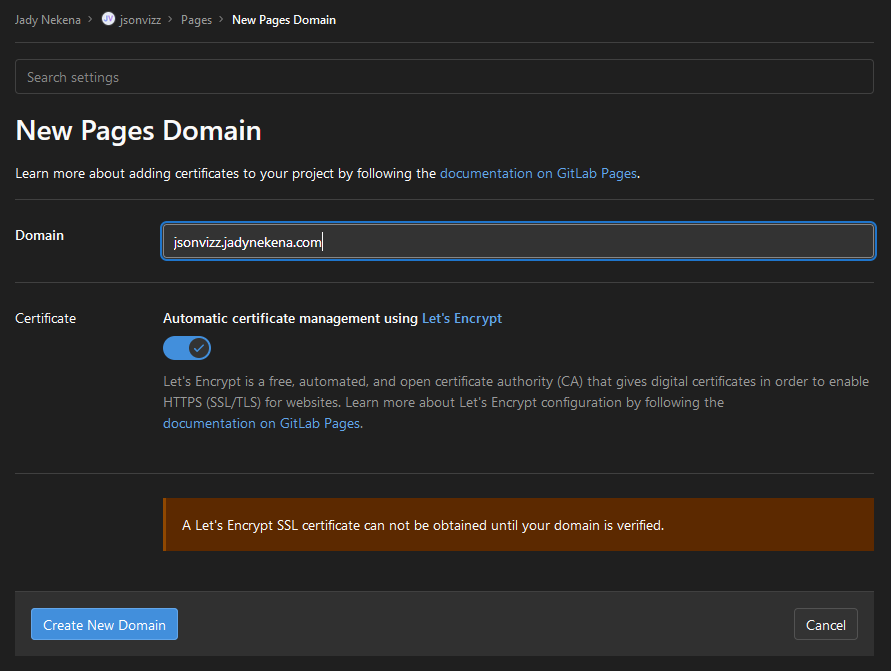 Jady Nekena › JV jsonvizz › Pages › New Pages Domain
Search settings
New Pages Domain
Learn more about adding certificates to your project by following the documentation on GitLab Pages.
Domain
jsonvizz.jadynekena.com
Certificate
Automatic certificate management using Let's Encrypt
Let's Encrypt is a free, automated, and open certificate authority (CA) that gives digital certificates in order to enable
HTTPS (SSL/TLS) for websites. Learn more about Let's Encrypt configuration by following the
documentation on GitLab Pages.
A Let's Encrypt SSL certificate can not be obtained until your domain is verified.
Create New Domain
Cancel